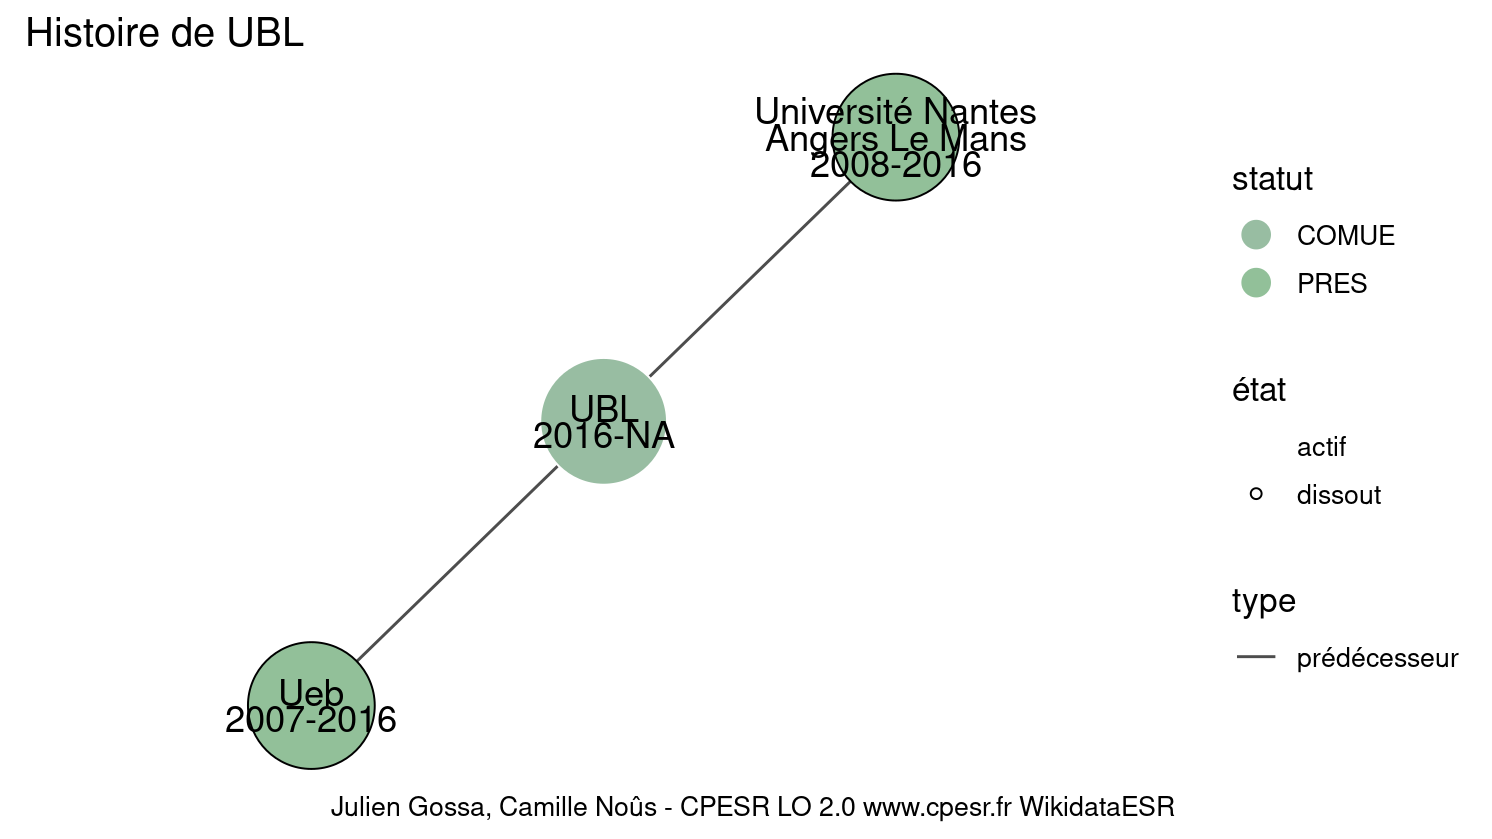 Histoire de UBL
Université Nantes
Angers Le Mans
2008-2016
UBL
2016-NA
Ueb
2007-2016
statut
COMUE
PRES
état
actif
dissout
type
prédécesseur
Julien Gossa, Camille Noûs - CPESR LO 2.0 www.cpesr.fr WikidataESR